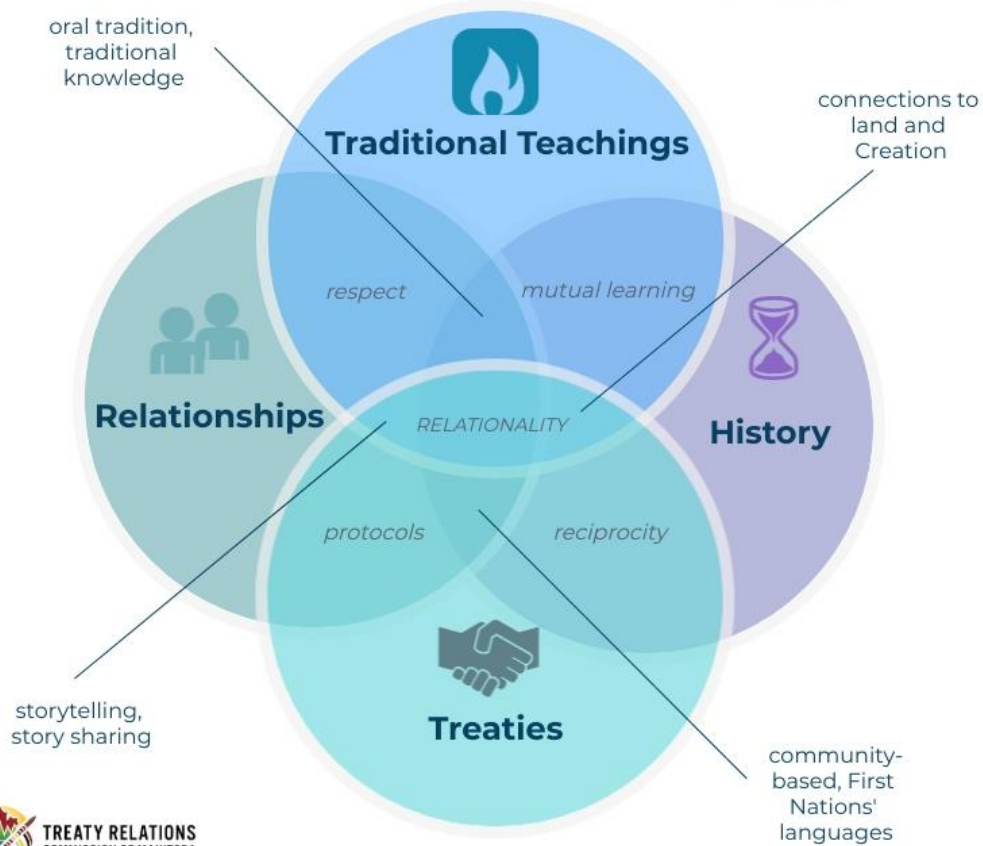 oral tradition,
traditional
knowledge
Traditional Teachings
connections to
land and
Creation
respect
mutual learning
Relationships
RELATIONALITY
History
protocols
reciprocity
Treaties
storytelling,
story sharing
community-
based, First
Nations'
languages
TREATY RELATIONS